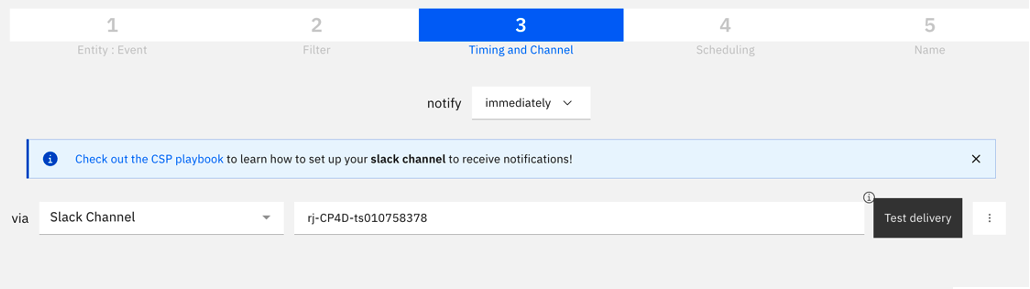 1 2 3 4 5
Entity : Event Filter Timing and Channel Scheduling Name
notify immediately
Check out the CSP playbook to learn how to set up your slack channel to receive notifications!
via Slack Channel rj-CP4D-ts010758378 Test delivery